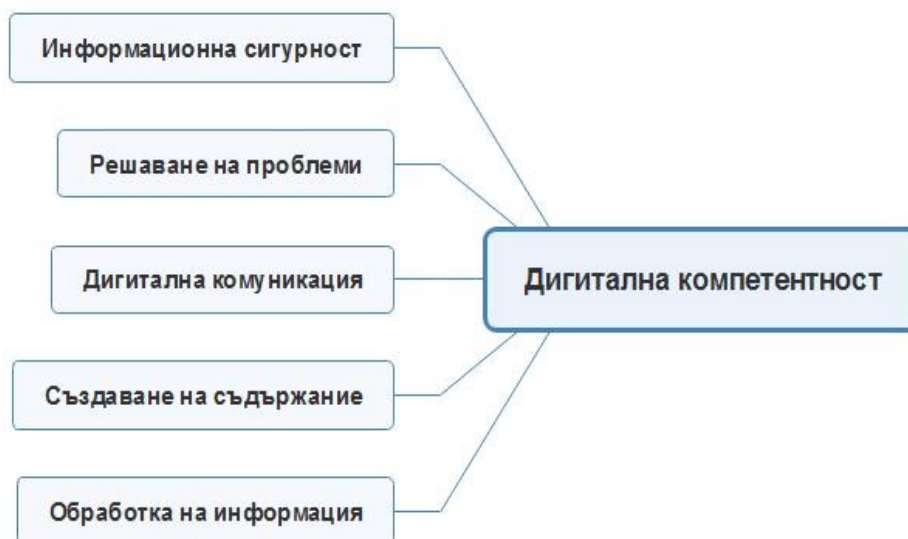 Информационна сигурност
Решаване на проблеми
Дигитална комуникация
Дигитална компетентност
Създаване на съдържание
Обработка на информация